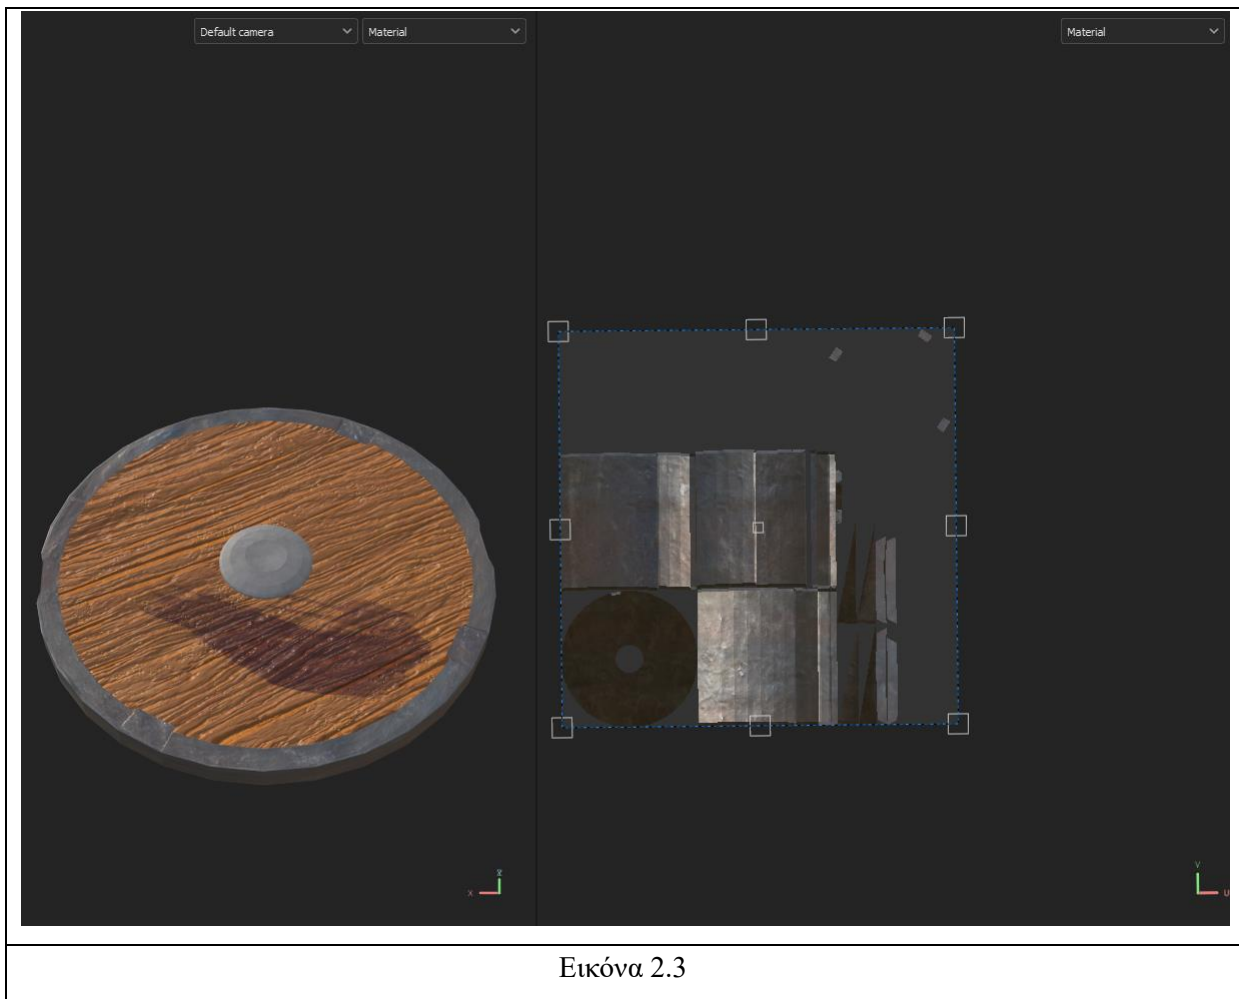 Default camera
Material
Material
X
V
U
Εικόνα 2.3